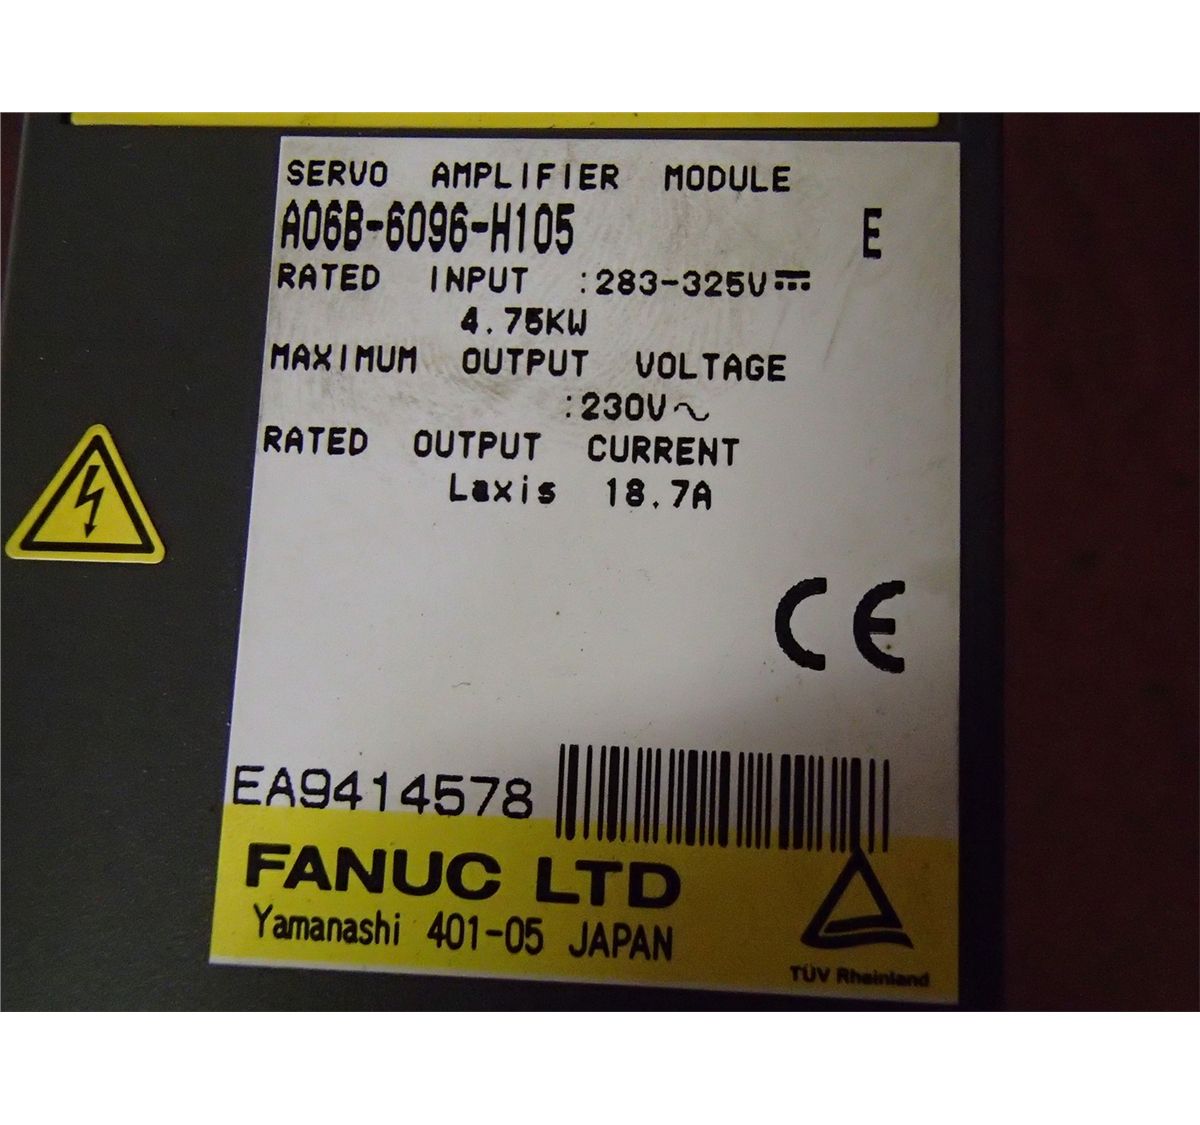 SERVO AMPLIFIER MODULE
A06B-6096-H105 E
RATED INPUT :283-325V⎓
4.75KW
MAXIMUM OUTPUT VOLTAGE
:230V～
RATED OUTPUT CURRENT
Laxis 18.7A
CE
EA9414578
FANUC LTD
Yamanashi 401-05 JAPAN
TÜV Rheinland